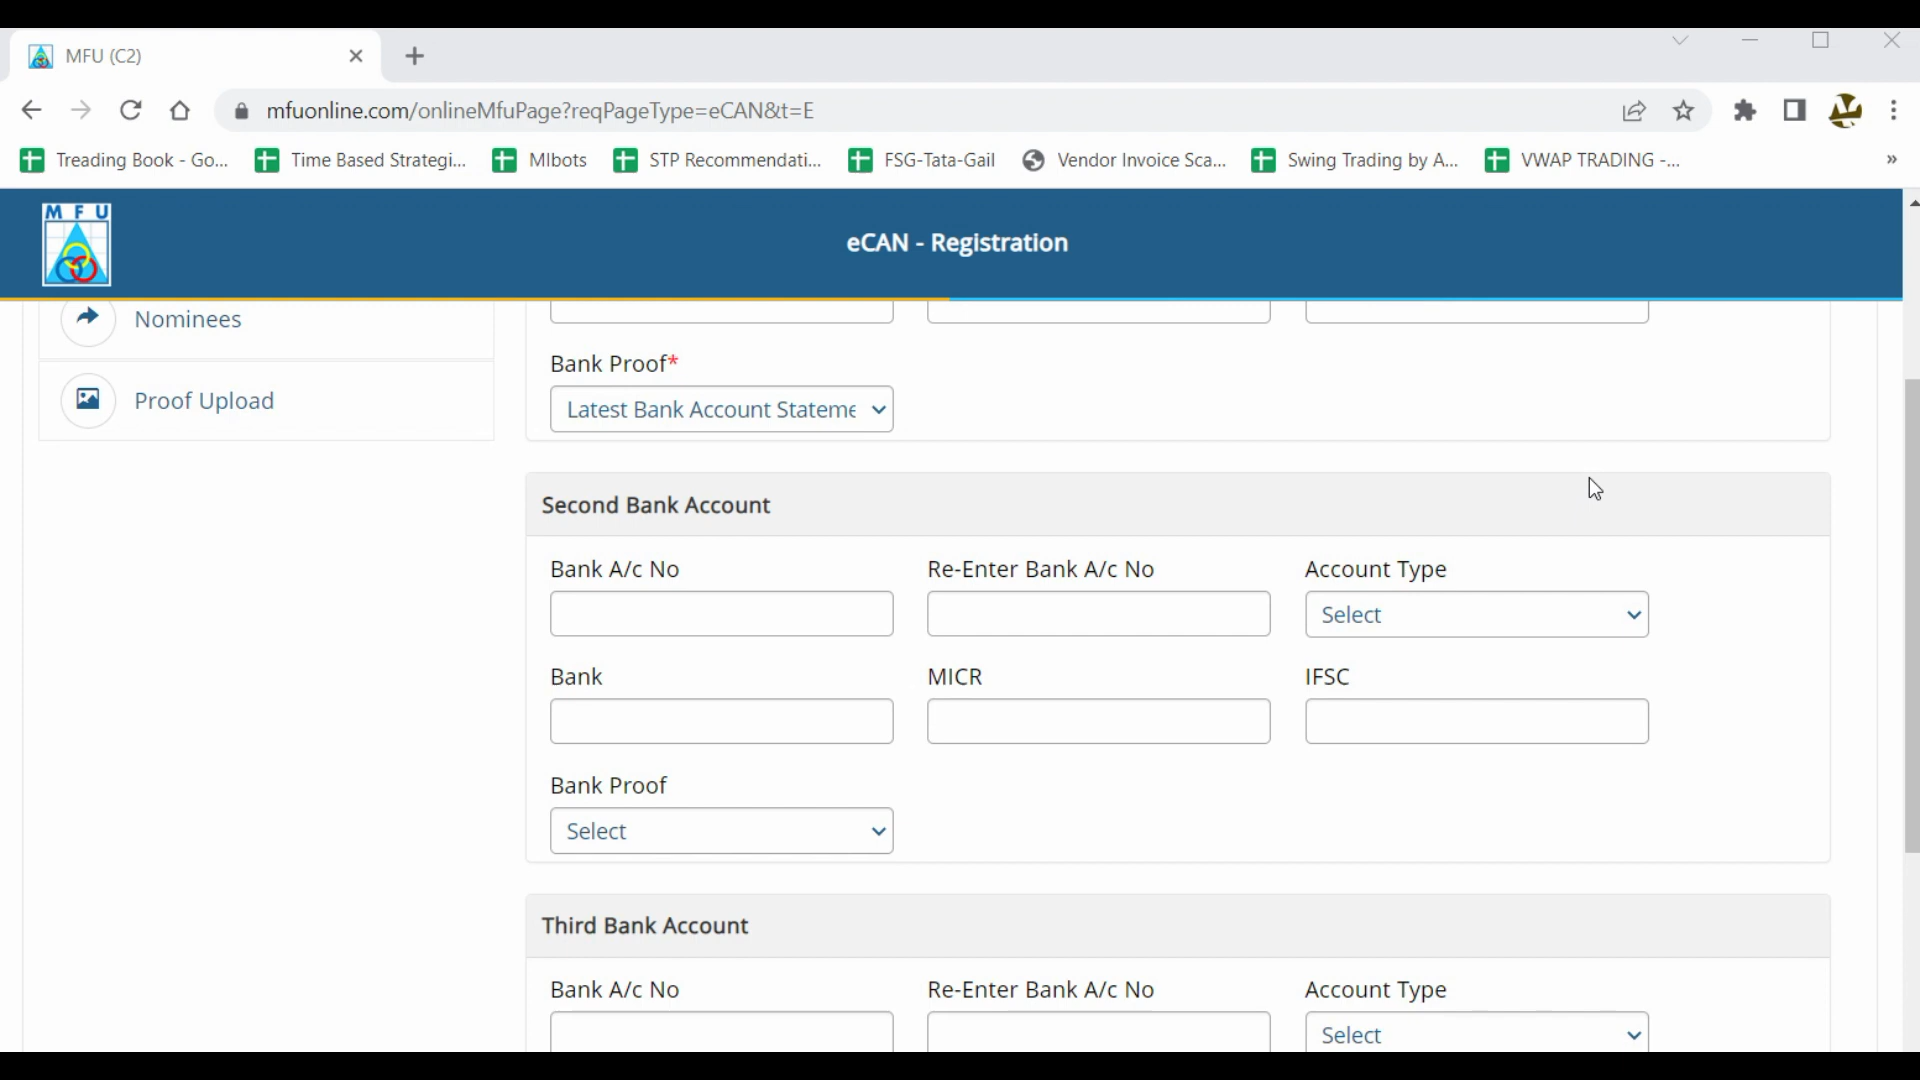 MFU (C2)
mfuonline.com/onlineMfuPage?reqPageType=eCAN&t=E
Treading Book - Go... Time Based Strategi... MIbots STP Recommendati... FSG-Tata-Gail Vendor Invoice Sca... Swing Trading by A... VWAP TRADING -... »
M F U
eCAN - Registration
Nominees
Proof Upload
Bank Proof*
Latest Bank Account Stateme
Second Bank Account
Bank A/c No Re-Enter Bank A/c No Account Type
Select
Bank MICR IFSC
Bank Proof
Select
Third Bank Account
Bank A/c No Re-Enter Bank A/c No Account Type
Select